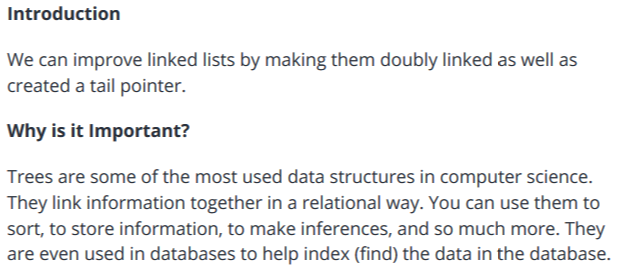 Introduction
We can improve linked lists by making them doubly linked as well as
created a tail pointer.
Why is it Important?
Trees are some of the most used data structures in computer science.
They link information together in a relational way. You can use them to
sort, to store information, to make inferences, and so much more. They
are even used in databases to help index (find) the data in the database.